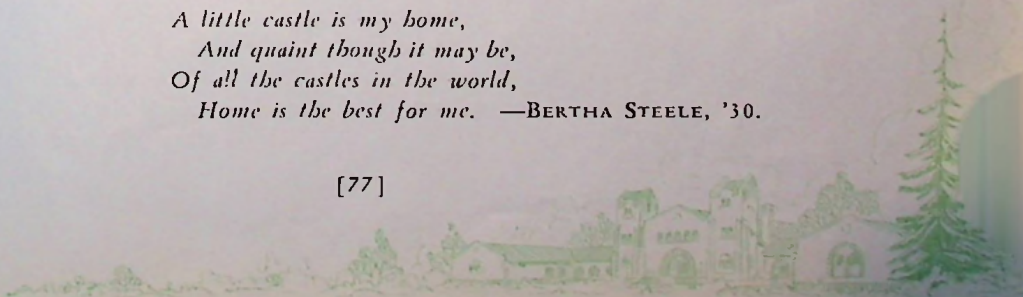 A little castle is my home,
And quaint though it may be,
Of all the castles in the world,
Home is the best for me. —BERTHA STEELE, '30.
[77]